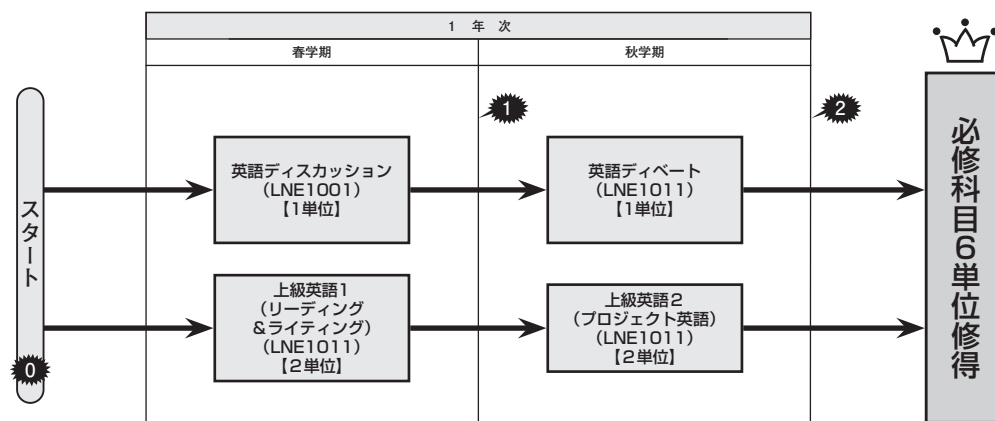 1 年 次
春学期
秋学期
スタート
0
1
2
英語ディスカッション
（LNE1001）
【1単位】
英語ディベート
（LNE1011）
【1単位】
上級英語1
（リーディング
＆ライティング）
（LNE1011）
【2単位】
上級英語2
（プロジェクト英語）
（LNE1011）
【2単位】
必修科目6単位修得